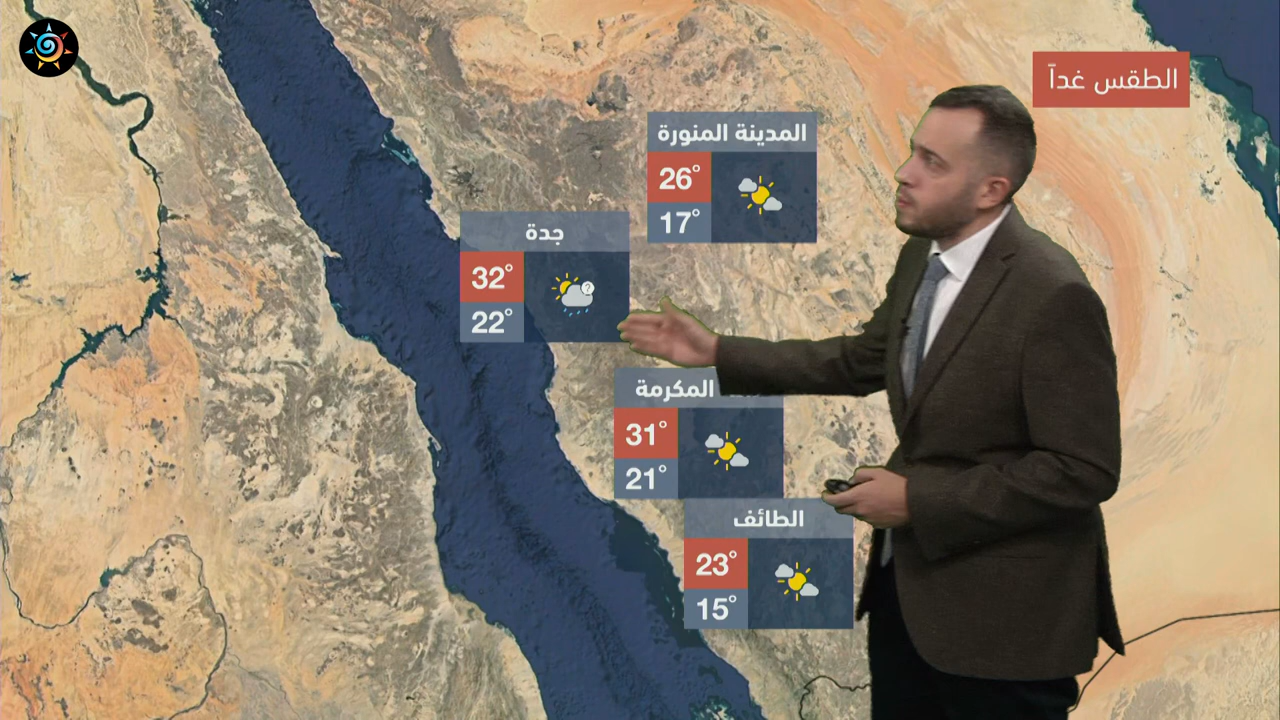 الطقس غداً
المدينة المنورة
26°
17°
جدة
32°
?
22°
المكرمة
31°
21°
الطائف
23°
15°